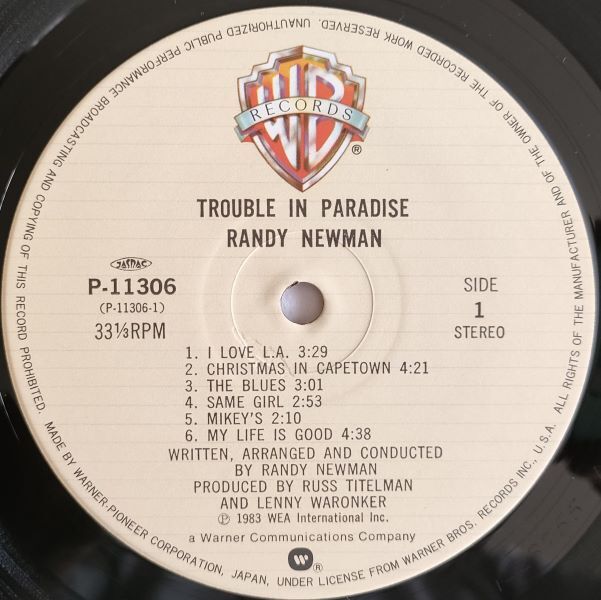 ALL RIGHTS OF THE MANUFACTURER AND OF THE OWNER OF THE RECORDED WORK RESERVED. UNAUTHORIZED PUBLIC PERFORMANCE BROADCASTING AND COPYING OF THIS RECORD PROHIBITED.
WB
RECORDS
®
TROUBLE IN PARADISE
RANDY NEWMAN
JASRAC
P-11306
(P-11306-1)
33⅓RPM
SIDE
1
STEREO
1. I LOVE L.A. 3:29
2. CHRISTMAS IN CAPETOWN 4:21
3. THE BLUES 3:01
4. SAME GIRL 2:53
5. MIKEY'S 2:10
6. MY LIFE IS GOOD 4:38
WRITTEN, ARRANGED AND CONDUCTED
BY RANDY NEWMAN
PRODUCED BY RUSS TITELMAN
AND LENNY WARONKER
℗ 1983 WEA International Inc.
a Warner Communications Company
MADE BY WARNER-PIONEER CORPORATION, JAPAN, UNDER LICENSE FROM WARNER BROS. RECORDS INC., U.S.A.